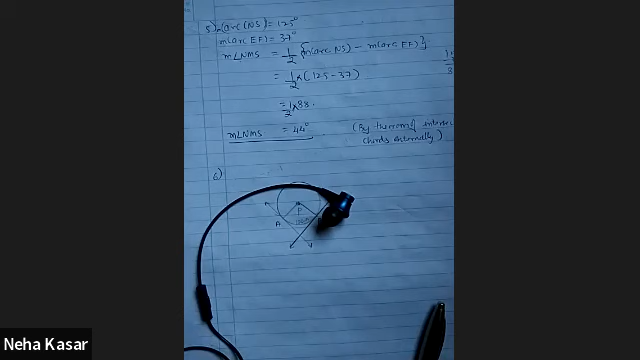 5) m(arc NS) = 125°
m(arc EF) = 37°
m∠NMS = 1/2 {m(arc NS) - m(arc EF)}
= 1/2 × (125 - 37)
= 1/2 × 88.
m∠NMS = 44° (By theorem of intersec
chords externally)
6)
P
A
Neha Kasar